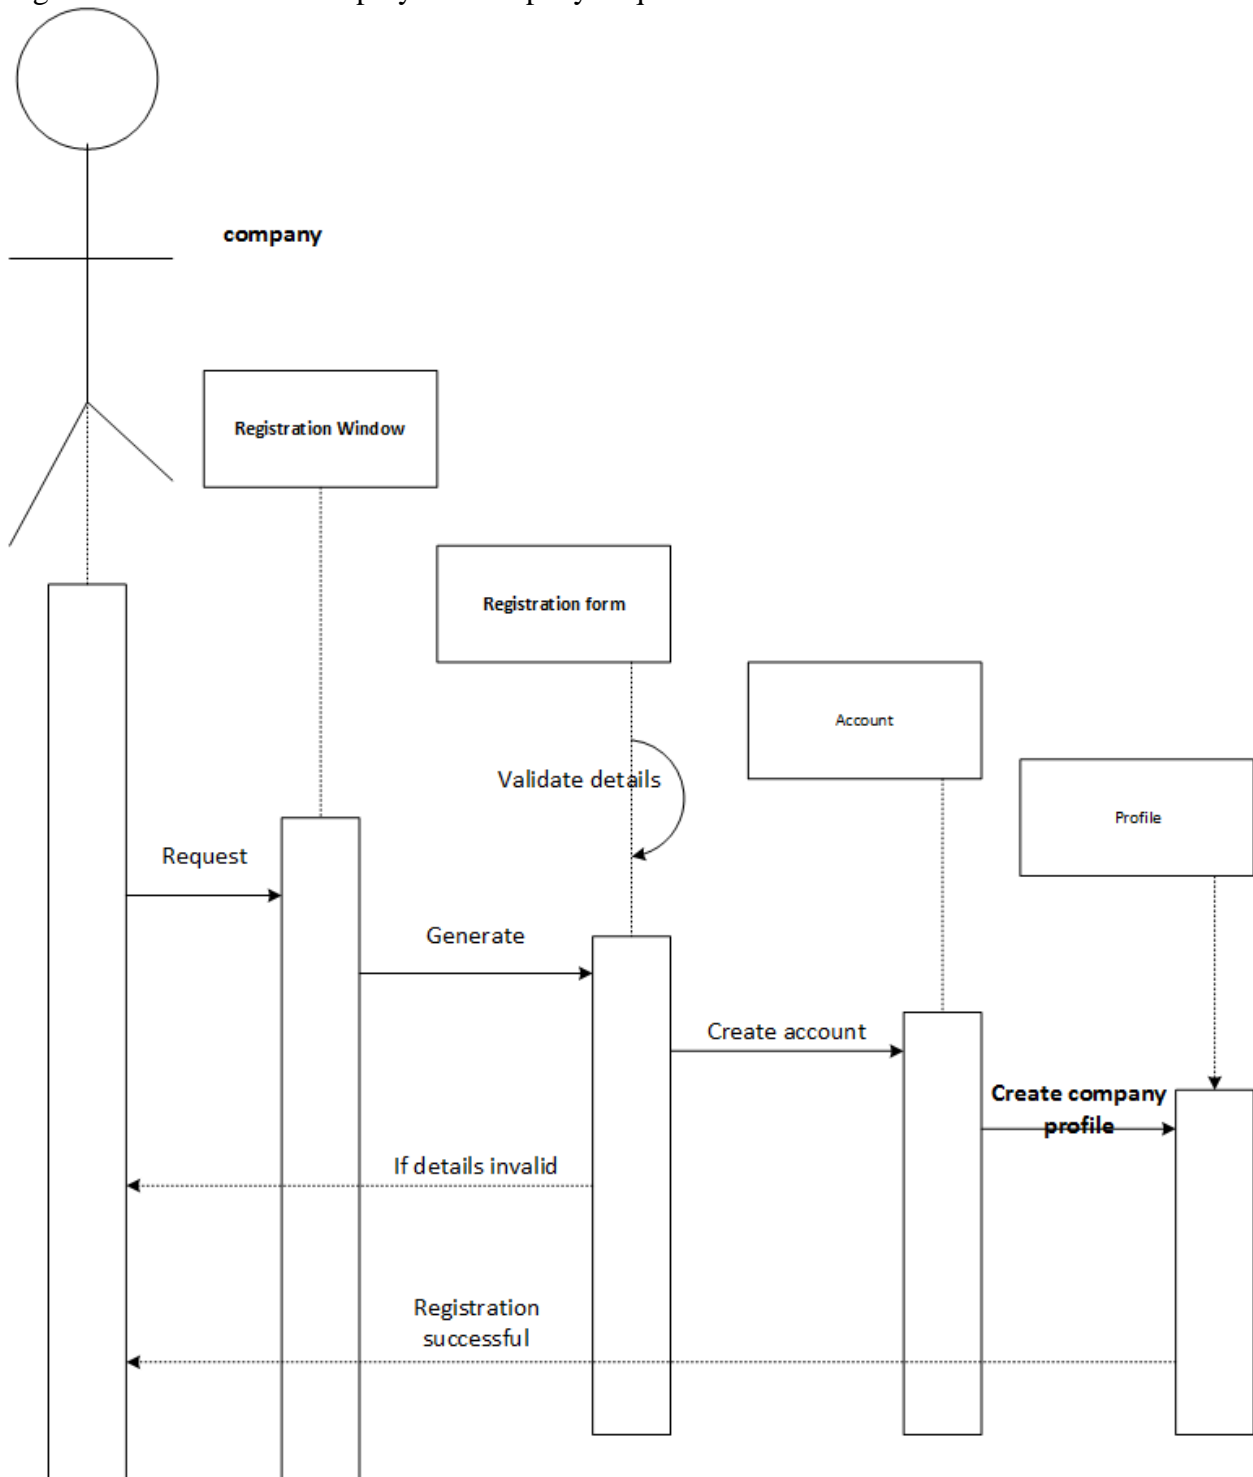 company
Registration Window
Registration form
Account
Validate details
Profile
Request
Generate
Create account
Create company
profile
If details invalid
Registration
successful